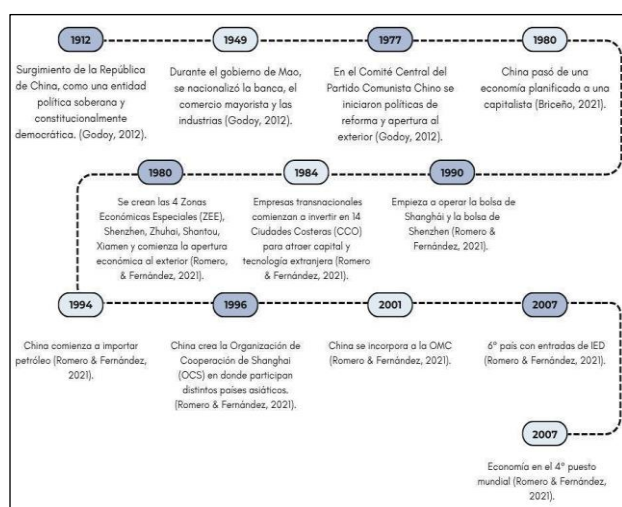 1912
1949
1977
1980
Surgimiento de la República
de China, como una entidad
política soberana y
constitucionalmente
democrática. (Godoy, 2012).
Durante el gobierno de Mao,
se nacionalizó la banca, el
comercio mayorista y las
industrias (Godoy, 2012).
En el Comité Central del
Partido Comunista Chino se
iniciaron políticas de
reforma y apertura al
exterior (Godoy, 2012).
China pasó de una
economía planificada a una
capitalista (Briceño, 2021).
1980
1984
1990
Se crean las 4 Zonas
Económicas Especiales (ZEE),
Shenzhen, Zhuhai, Shantou,
Xiamen y comienza la apertura
económica al exterior (Romero,
& Fernández, 2021).
Empresas transnacionales
comienzan a invertir en 14
Ciudades Costeras (CCO)
para atraer capital y
tecnología extranjera (Romero
& Fernández, 2021).
Empieza a operar la bolsa de
Shanghái y la bolsa de
Shenzen (Romero &
Fernández, 2021).
1994
1996
2001
2007
China comienza a importar
petróleo (Romero & Fernández,
2021).
China crea la Organización de
Cooperación de Shanghai
(OCS) en donde participan
distintos países asiáticos.
(Romero & Fernández, 2021).
China se incorpora a la OMC
(Romero & Fernández, 2021).
6º país con entradas de IED
(Romero & Fernández, 2021).
2007
Economía en el 4º puesto
mundial (Romero & Fernández,
2021).